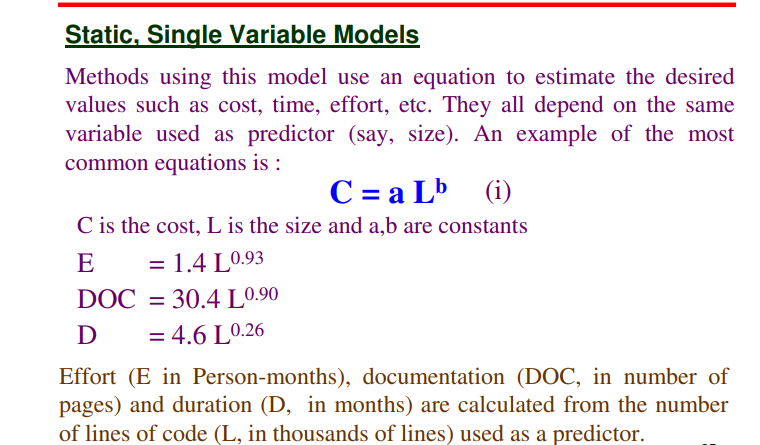 Static, Single Variable Models
Methods using this model use an equation to estimate the desired
values such as cost, time, effort, etc. They all depend on the same
variable used as predictor (say, size). An example of the most
common equations is :
C = a Lᵇ (i)
C is the cost, L is the size and a,b are constants
E = 1.4 L⁰·⁹³
DOC = 30.4 L⁰·⁹⁰
D = 4.6 L⁰·²⁶
Effort (E in Person-months), documentation (DOC, in number of
pages) and duration (D, in months) are calculated from the number
of lines of code (L, in thousands of lines) used as a predictor.